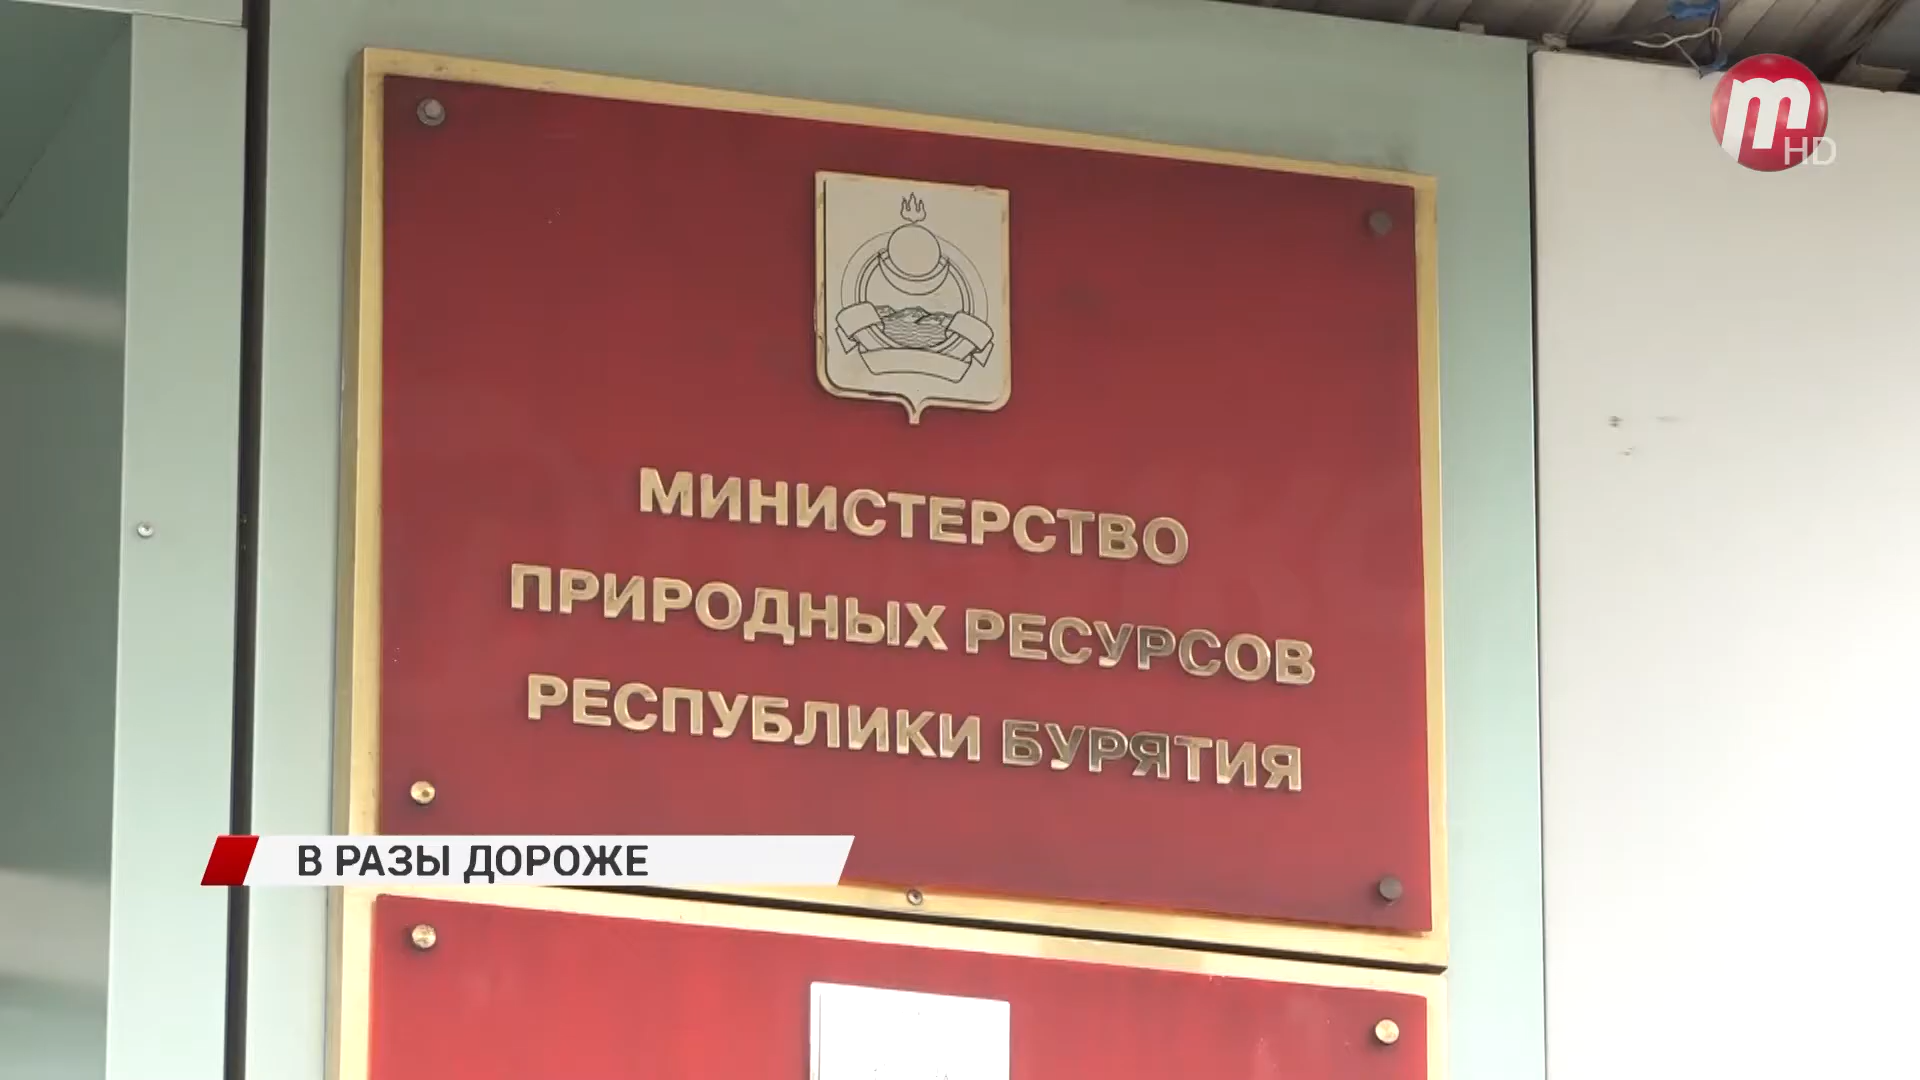 m HD
МИНИСТЕРСТВО
ПРИРОДНЫХ РЕСУРСОВ
РЕСПУБЛИКИ БУРЯТИЯ
В РАЗЫ ДОРОЖЕ